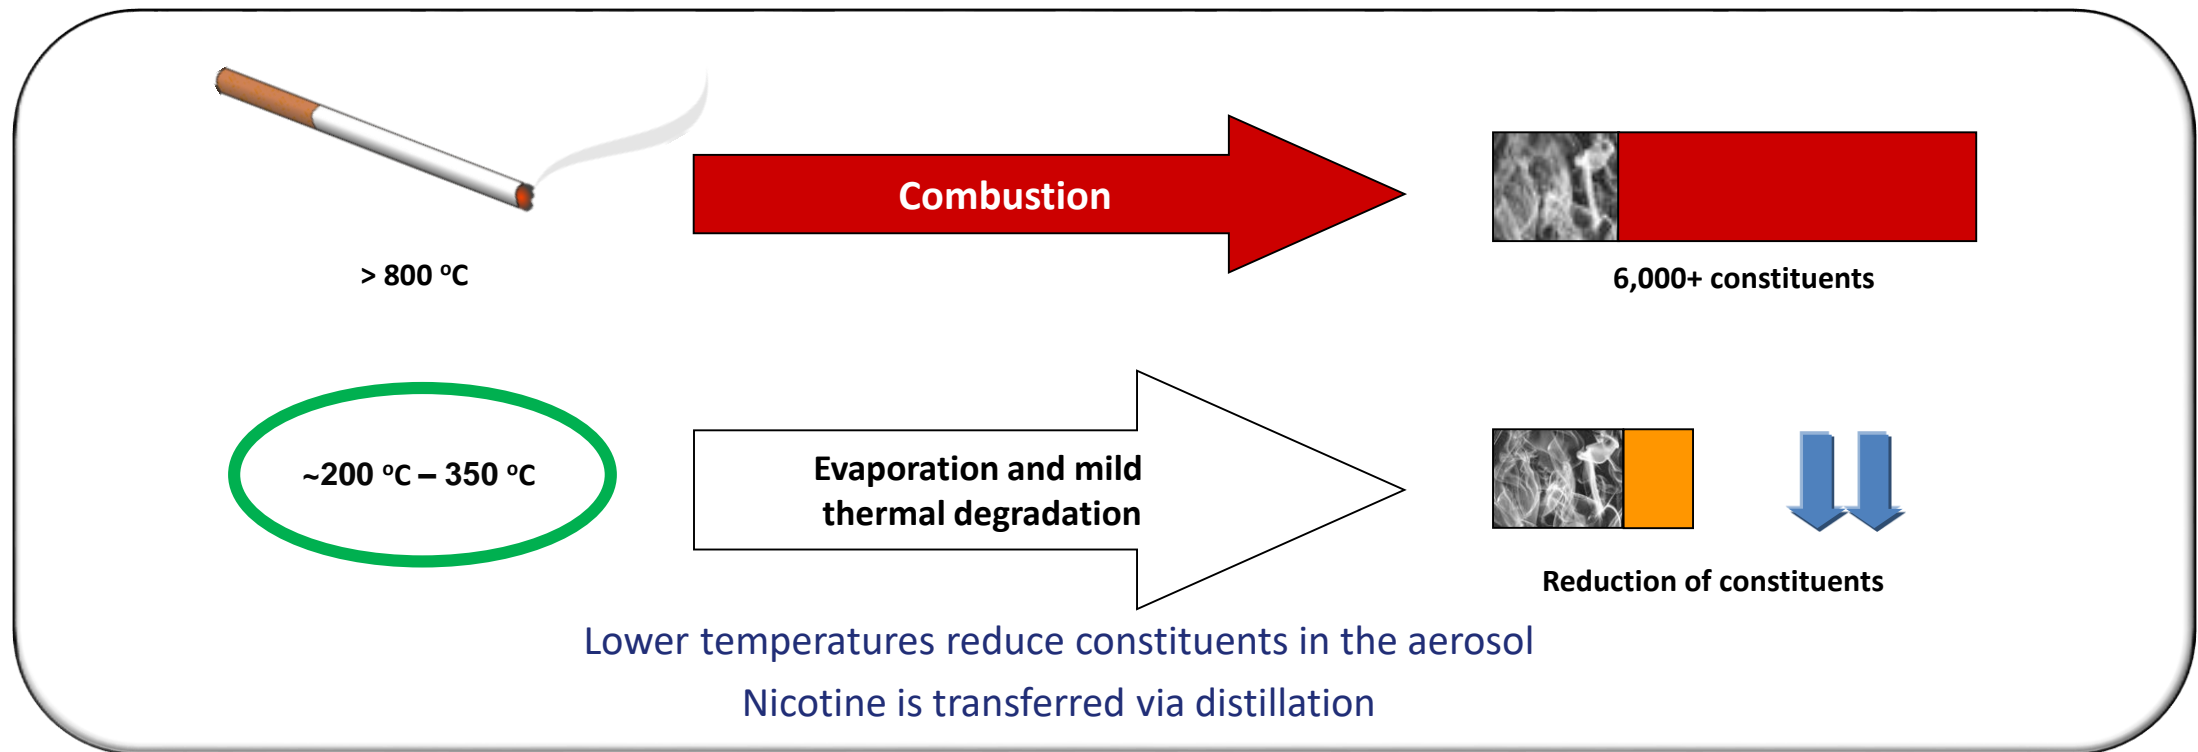 Combustion
> 800 ºC
6,000+ constituents
~200 ºC – 350 ºC
Evaporation and mild
thermal degradation
Reduction of constituents
Lower temperatures reduce constituents in the aerosol
Nicotine is transferred via distillation